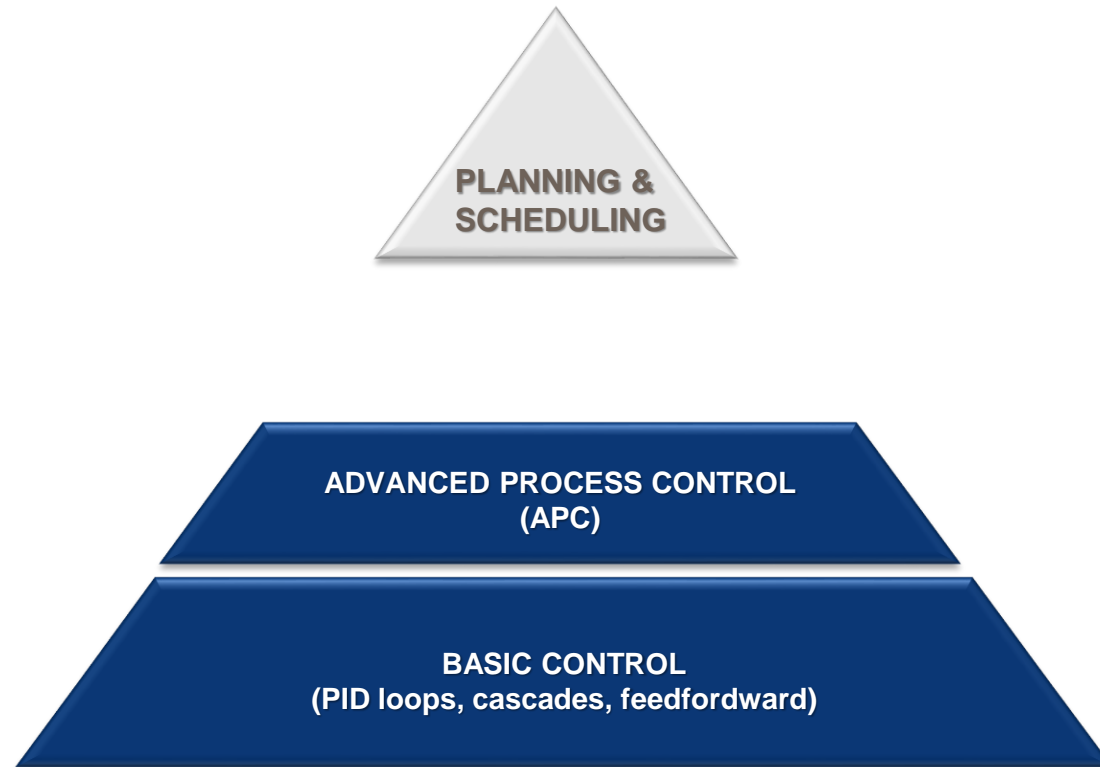 PLANNING &
SCHEDULING
ADVANCED PROCESS CONTROL
(APC)
BASIC CONTROL
(PID loops, cascades, feedfordward)